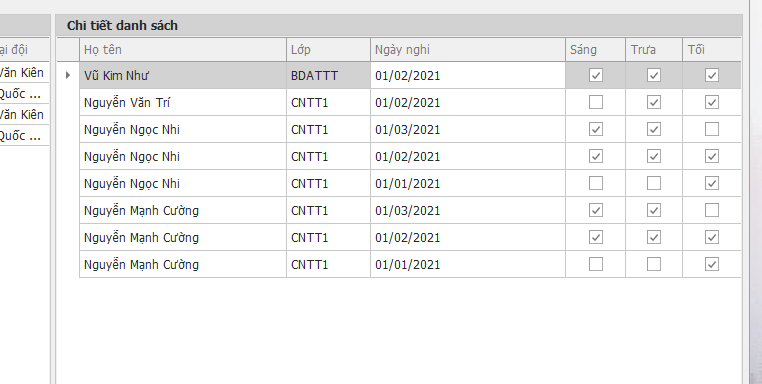 Chi tiết danh sách
ại đội
Họ tên Lớp Ngày nghi Sáng Trưa Tối
Văn Kiên
Vũ Kim Như BDATTT 01/02/2021
Quốc ...
Nguyễn Văn Trí CNTT1 01/02/2021
Văn Kiên
Nguyễn Ngọc Nhi CNTT1 01/03/2021
Quốc ...
Nguyễn Ngọc Nhi CNTT1 01/02/2021
Nguyễn Ngọc Nhi CNTT1 01/01/2021
Nguyễn Mạnh Cường CNTT1 01/03/2021
Nguyễn Mạnh Cường CNTT1 01/02/2021
Nguyễn Mạnh Cường CNTT1 01/01/2021